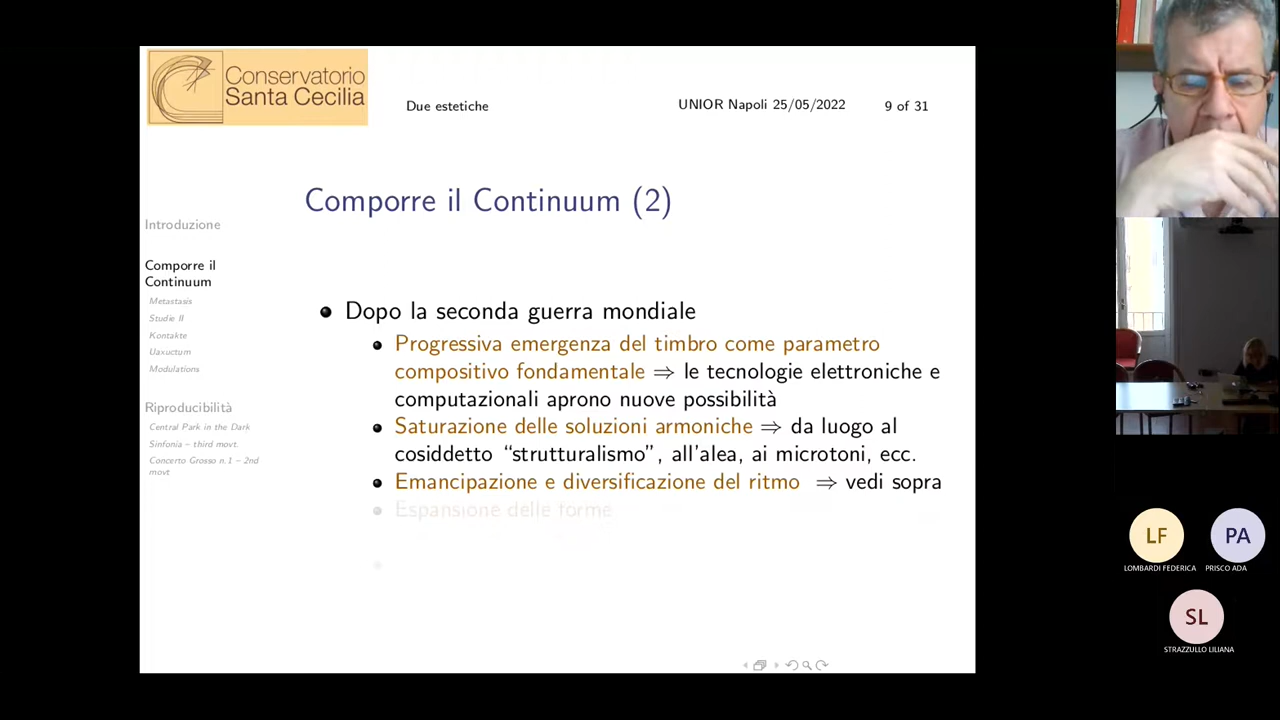 Conservatorio
Santa Cecilia
Due estetiche
UNIOR Napoli 25/05/2022
9 of 31
Comporre il Continuum (2)
Introduzione
Comporre il
Continuum
Metastasis
Studie II
Kontakte
Uaxuctum
Modulations
Riproducibilità
Central Park in the Dark
Sinfonia – third movt.
Concerto Grosso n.1 – 2nd
movt
Dopo la seconda guerra mondiale
Progressiva emergenza del timbro come parametro
compositivo fondamentale ⇒ le tecnologie elettroniche e
computazionali aprono nuove possibilità
Saturazione delle soluzioni armoniche ⇒ da luogo al
cosiddetto “strutturalismo”, all'alea, ai microtoni, ecc.
Emancipazione e diversificazione del ritmo ⇒ vedi sopra
Espansione delle forme
LF
PA
LOMBARDI FEDERICA
PRISCO ADA
SL
STRAZZULLO LILIANA